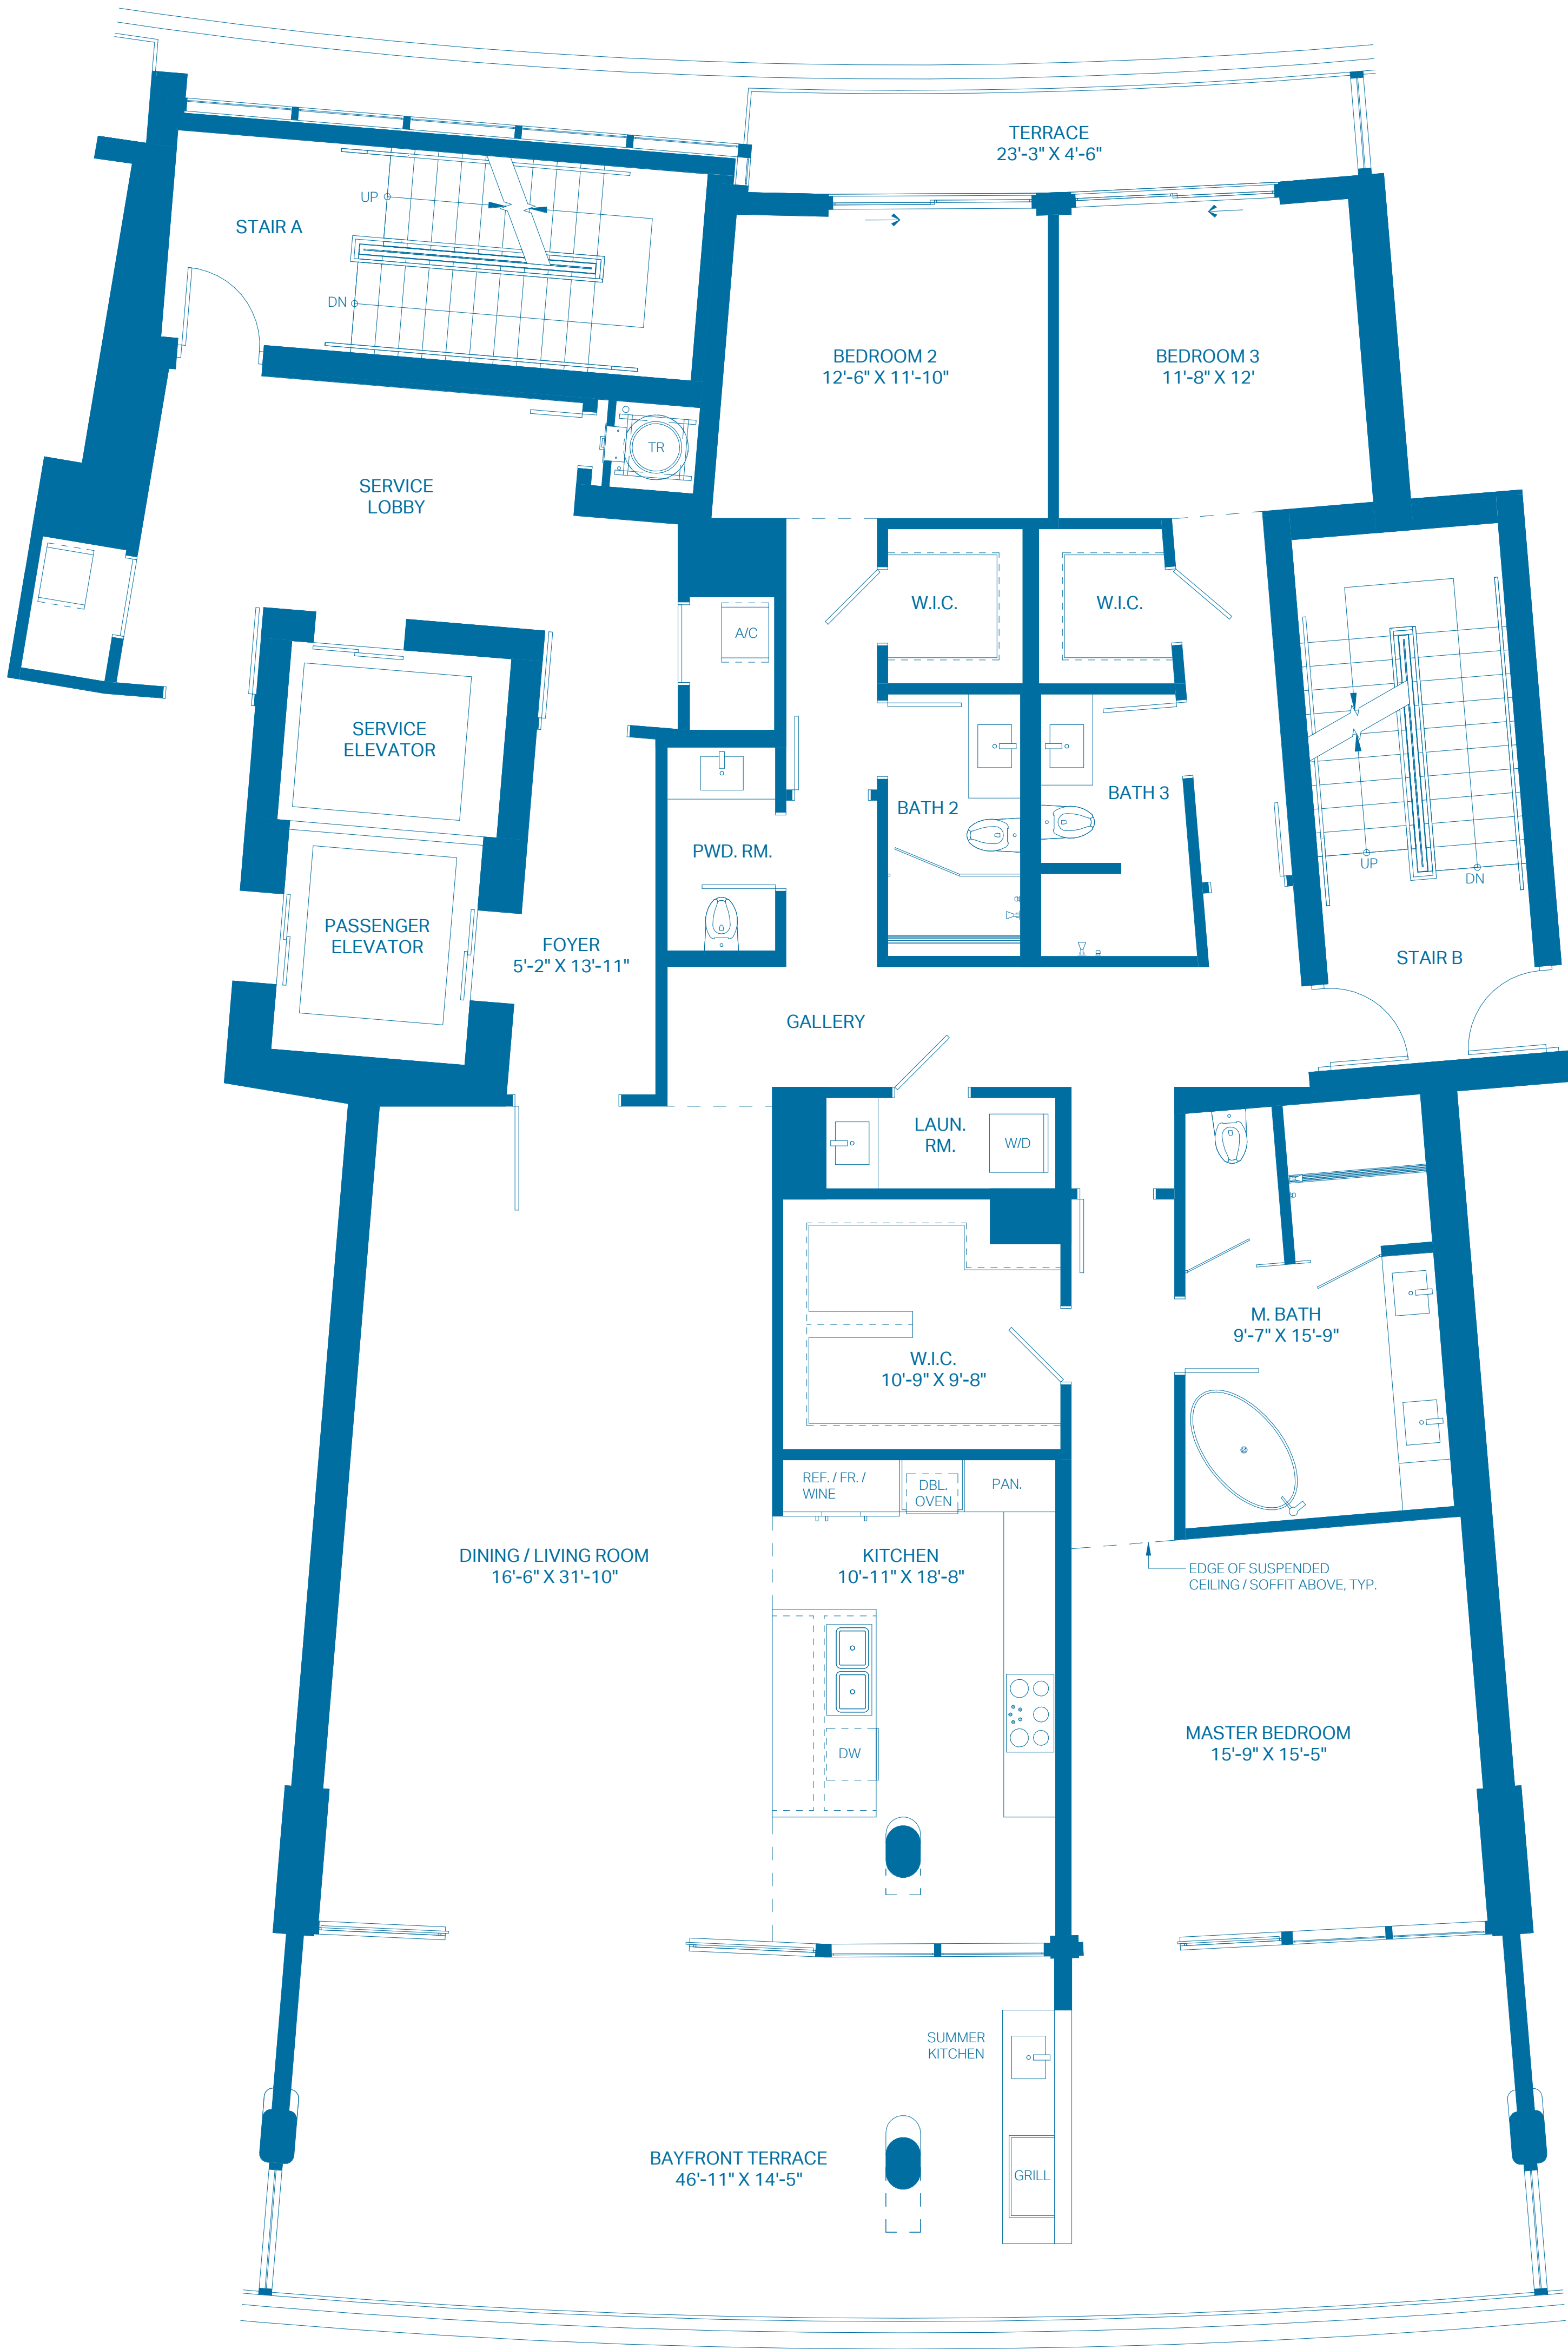 TERRACE
23'-3" X 4'-6"
UP
STAIR A
DN
BEDROOM 2
12'-6" X 11'-10"
BEDROOM 3
11'-8" X 12'
TR
SERVICE
LOBBY
W.I.C.
W.I.C.
A/C
SERVICE
ELEVATOR
BATH 2
BATH 3
PWD. RM.
UP
DN
PASSENGER
ELEVATOR
FOYER
5'-2" X 13'-11"
STAIR B
GALLERY
LAUN.
RM.
W/D
M. BATH
9'-7" X 15'-9"
W.I.C.
10'-9" X 9'-8"
REF. / FR. /
WINE
DBL.
OVEN
PAN.
DINING / LIVING ROOM
16'-6" X 31'-10"
KITCHEN
10'-11" X 18'-8"
EDGE OF SUSPENDED
CEILING / SOFFIT ABOVE, TYP.
DW
MASTER BEDROOM
15'-9" X 15'-5"
SUMMER
KITCHEN
BAYFRONT TERRACE
46'-11" X 14'-5"
GRILL